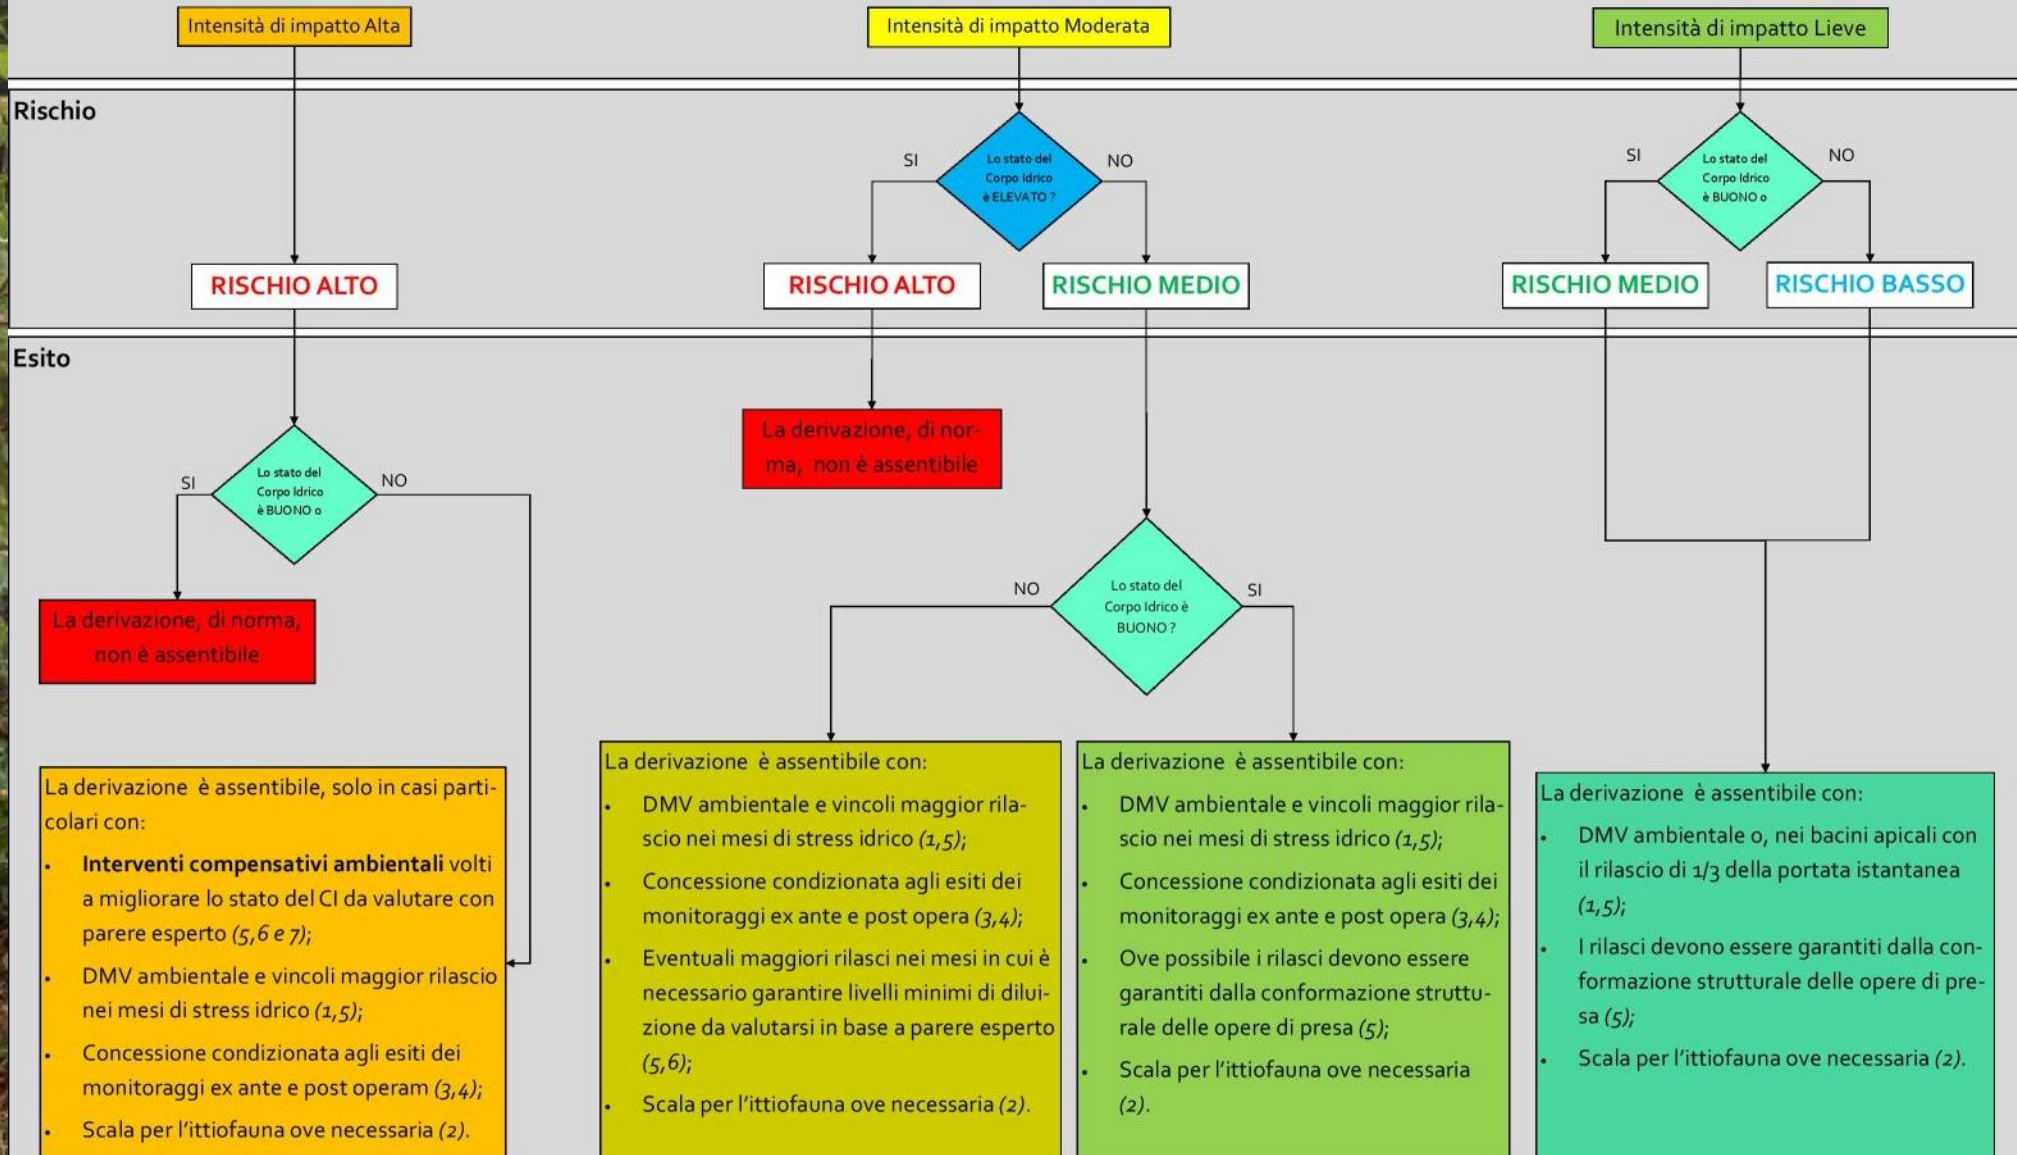 Intensità di impatto Alta
Intensità di impatto Moderata
Intensità di impatto Lieve
Rischio
SI
Lo stato del
Corpo Idrico
è ELEVATO ?
NO
SI
Lo stato del
Corpo Idrico
è BUONO o
NO
RISCHIO ALTO
RISCHIO ALTO
RISCHIO MEDIO
RISCHIO MEDIO
RISCHIO BASSO
Esito
SI
Lo stato del
Corpo Idrico
è BUONO o
NO
La derivazione, di norma,
non è assentibile
La derivazione, di nor-
ma, non è assentibile
NO
Lo stato del
Corpo Idrico è
BUONO ?
SI
La derivazione è assentibile, solo in casi parti-
colari con:
• Interventi compensativi ambientali volti
a migliorare lo stato del CI da valutare con
parere esperto (5,6 e 7);
• DMV ambientale e vincoli maggior rilascio
nei mesi di stress idrico (1,5);
• Concessione condizionata agli esiti dei
monitoraggi ex ante e post operam (3,4);
• Scala per l'ittiofauna ove necessaria (2).
La derivazione è assentibile con:
• DMV ambientale e vincoli maggior rila-
scio nei mesi di stress idrico (1,5);
• Concessione condizionata agli esiti dei
monitoraggi ex ante e post opera (3,4);
• Eventuali maggiori rilasci nei mesi in cui è
necessario garantire livelli minimi di dilui-
zione da valutarsi in base a parere esperto
(5,6);
• Scala per l'ittiofauna ove necessaria (2).
La derivazione è assentibile con:
• DMV ambientale e vincoli maggior rila-
scio nei mesi di stress idrico (1,5);
• Concessione condizionata agli esiti dei
monitoraggi ex ante e post opera (3,4);
• Ove possibile i rilasci devono essere
garantiti dalla conformazione struttu-
rale delle opere di presa (5);
• Scala per l'ittiofauna ove necessaria
(2).
La derivazione è assentibile con:
• DMV ambientale o, nei bacini apicali con
il rilascio di 1/3 della portata istantanea
(1,5);
• I rilasci devono essere garantiti dalla con-
formazione strutturale delle opere di pre-
sa (5);
• Scala per l'ittiofauna ove necessaria (2).